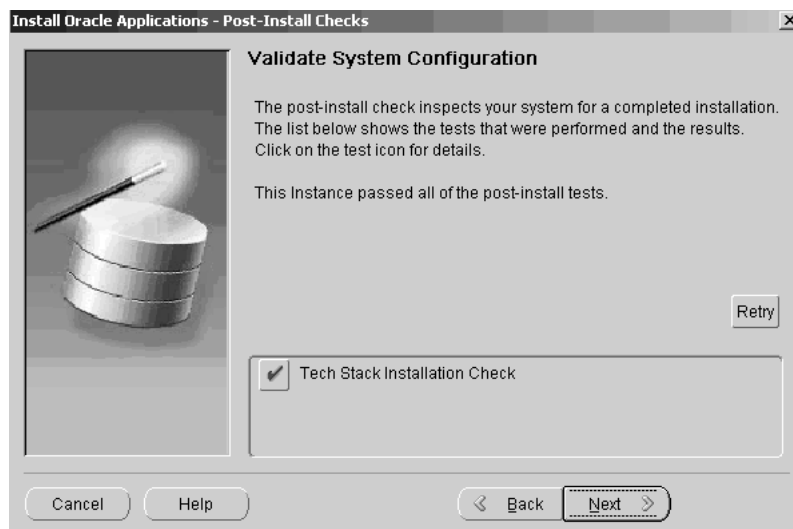 Install Oracle Applications - Post-Install Checks
Validate System Configuration
The post-install check inspects your system for a completed installation.
The list below shows the tests that were performed and the results.
Click on the test icon for details.
This Instance passed all of the post-install tests.
Retry
Tech Stack Installation Check
Cancel Help Back Next